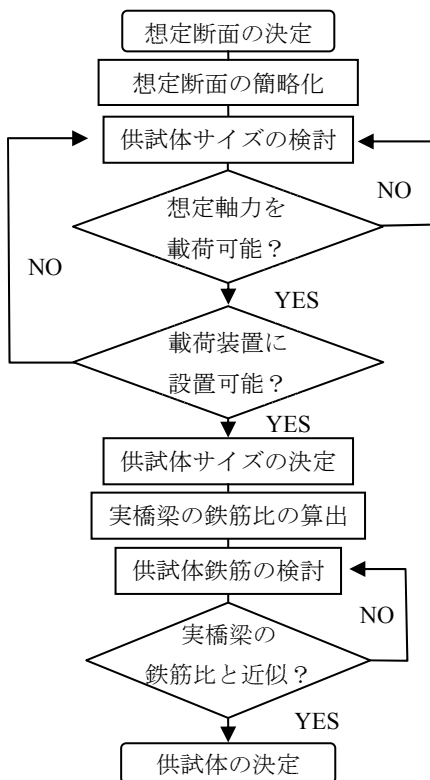 想定断面の決定
想定断面の簡略化
供試体サイズの検討
想定軸力を
載荷可能？
NO
NO
YES
載荷装置に
設置可能？
YES
供試体サイズの決定
実橋梁の鉄筋比の算出
供試体鉄筋の検討
NO
実橋梁の
鉄筋比と近似？
YES
供試体の決定